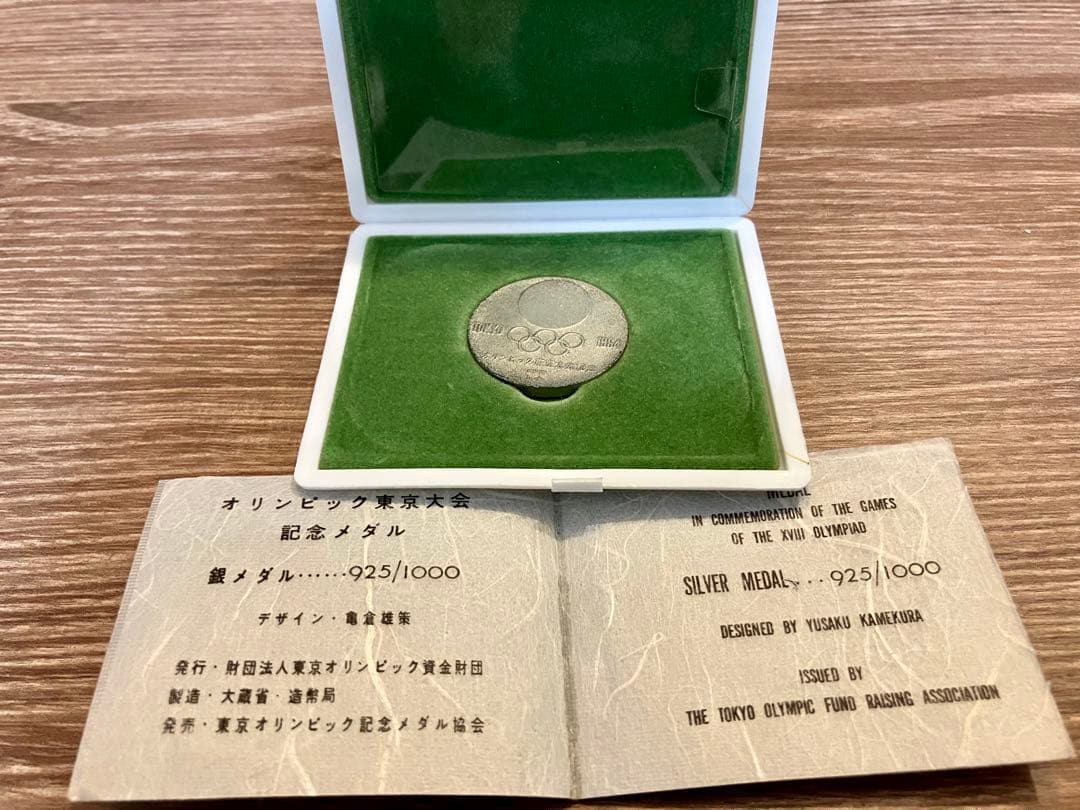 TOKYO 1964
オリンピック東京大会
記念メダル
銀メダル······925/1000
デザイン・亀倉雄策
発行・財団法人東京オリンピック資金財団
製造・大蔵省・造幣局
発売・東京オリンピック記念メダル協会
MEDAL
IN COMMEMORATION OF THE GAMES
OF THE XVIII OLYMPIAD
SILVER MEDAL...925/1000
DESIGNED BY YUSAKU KAMEKURA
ISSUED BY
THE TOKYO OLYMPIC FUND RAISING ASSOCIATION